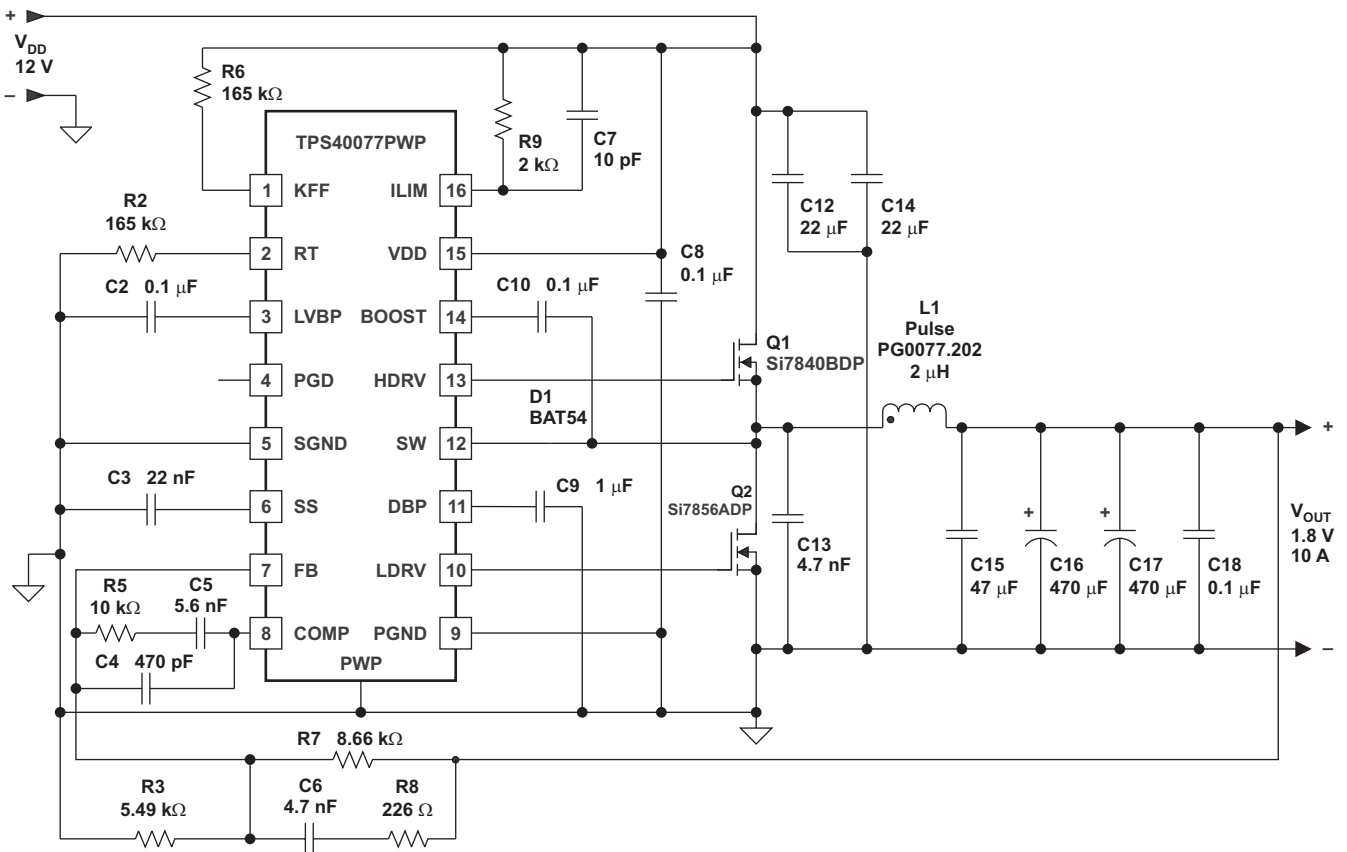 +
V_DD
12 V
–
R6
165 kΩ
TPS40077PWP
R9
2 kΩ
C7
10 pF
1 KFF
ILIM 16
R2
165 kΩ
C12
22 μF
C14
22 μF
2 RT
VDD 15
C8
0.1 μF
C2 0.1 μF
C10 0.1 μF
3 LVBP
BOOST 14
L1
Pulse
PG0077.202
2 μH
Q1
Si7840BDP
4 PGD
HDRV 13
D1
BAT54
+
5 SGND
SW 12
C3 22 nF
C9 1 μF
Q2
Si7856ADP
6 SS
DBP 11
V_OUT
1.8 V
10 A
+
+
C13
4.7 nF
C15
47 μF
C16
470 μF
C17
470 μF
C18
0.1 μF
7 FB
LDRV 10
R5
10 kΩ
C5
5.6 nF
8 COMP
PGND 9
–
C4 470 pF
PWP
R7 8.66 kΩ
R3
5.49 kΩ
C6
4.7 nF
R8
226 Ω